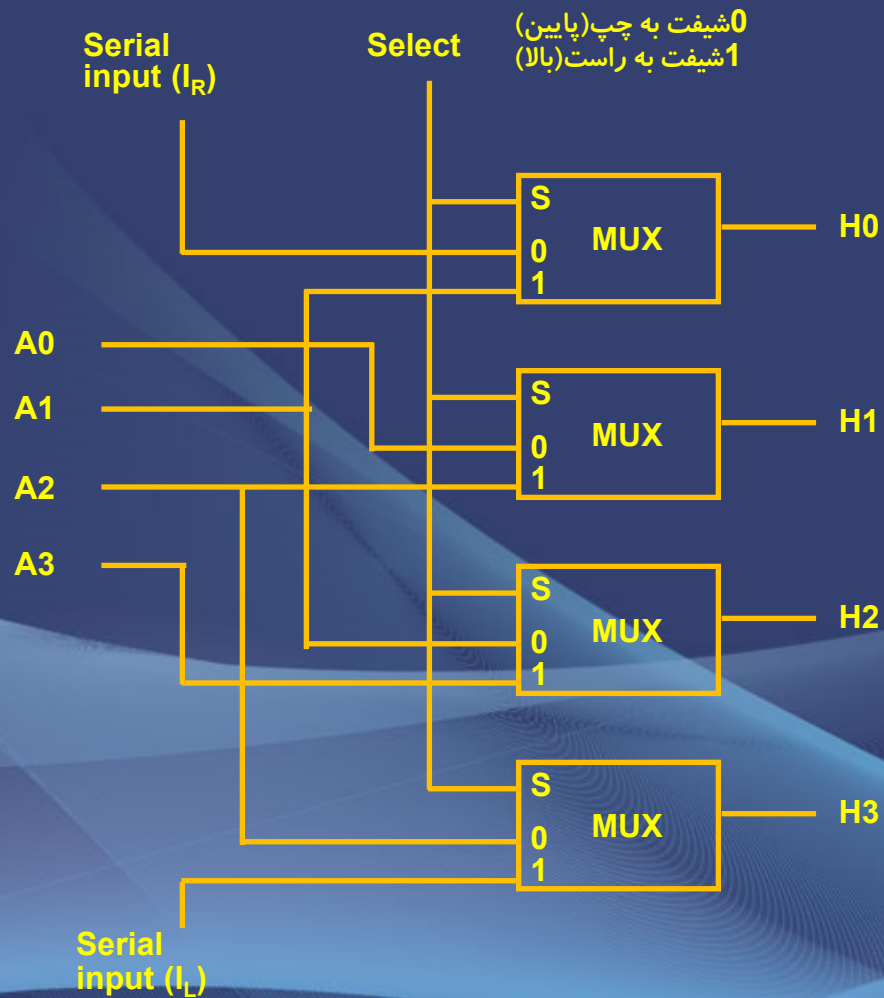 Serial
input (IR)
Select
0شیفت به چپ(پایین)
1شیفت به راست(بالا)
S
0
1
MUX
H0
A0
A1
A2
A3
S
0
1
MUX
H1
S
0
1
MUX
H2
S
0
1
MUX
H3
Serial
input (IL)